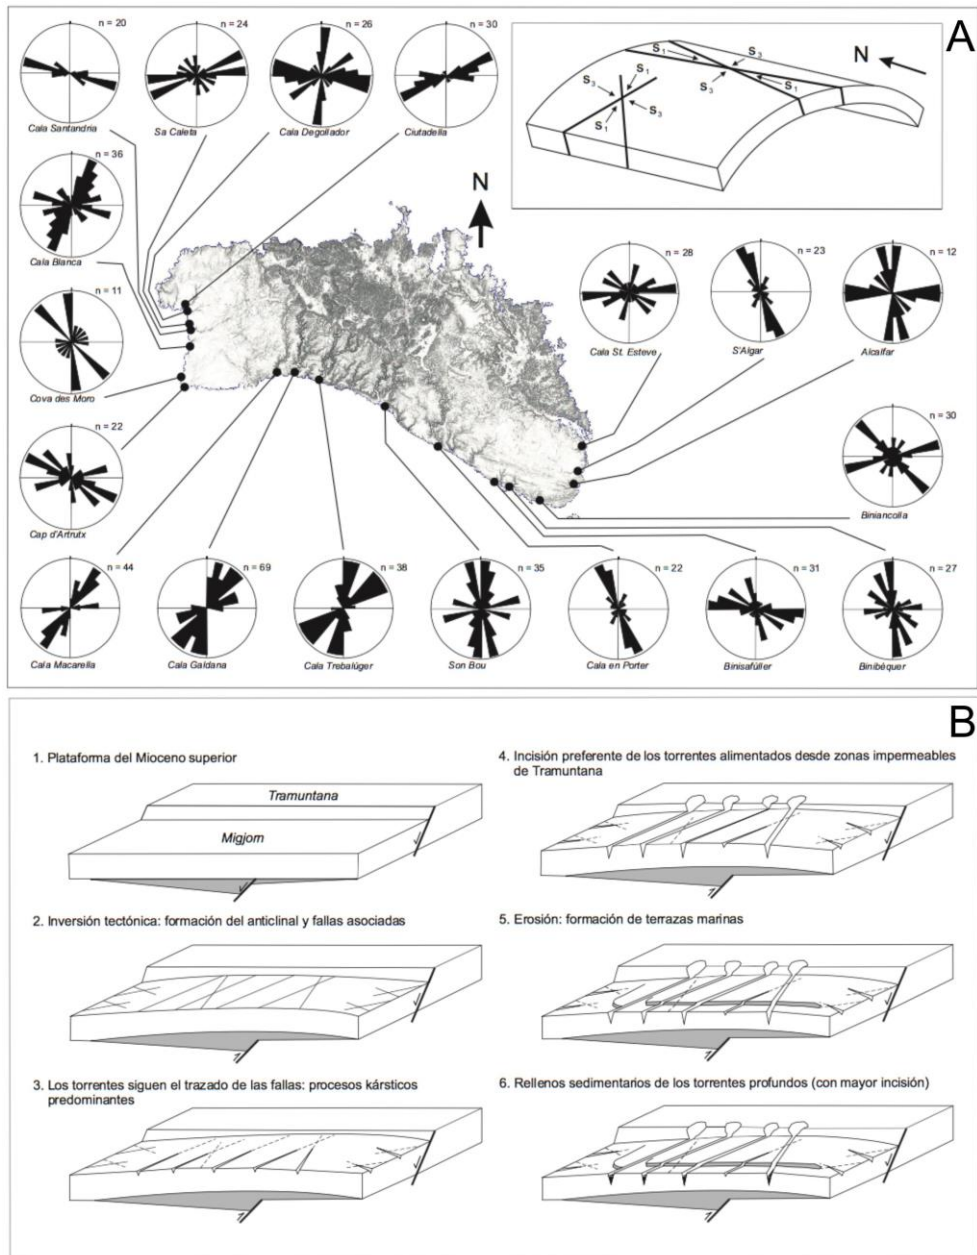 A
n = 20
n = 24
n = 26
n = 30
Cala Santandria
Sa Caleta
Cala Degollador
Ciutadella
S₁
S₃
S₃
S₁
N
S₃
S₁
S₃
S₁
S₃
S₁
n = 36
Cala Blanca
N
n = 11
Cova des Moro
n = 28
n = 23
n = 12
Cala St. Esteve
S'Algar
Alcalfar
n = 22
Cap d'Artrutx
n = 30
Biniancolla
n = 44
n = 69
n = 38
n = 35
n = 22
n = 31
n = 27
Cala Macarella
Cala Galdana
Cala Trebalúger
Son Bou
Cala en Porter
Binisafúller
Binibèquer
B
1. Plataforma del Mioceno superior
Tramuntana
Migjorn
2. Inversión tectónica: formación del anticlinal y fallas asociadas
3. Los torrentes siguen el trazado de las fallas: procesos kársticos
predominantes
4. Incisión preferente de los torrentes alimentados desde zonas impermeables
de Tramuntana
5. Erosión: formación de terrazas marinas
6. Rellenos sedimentarios de los torrentes profundos (con mayor incisión)